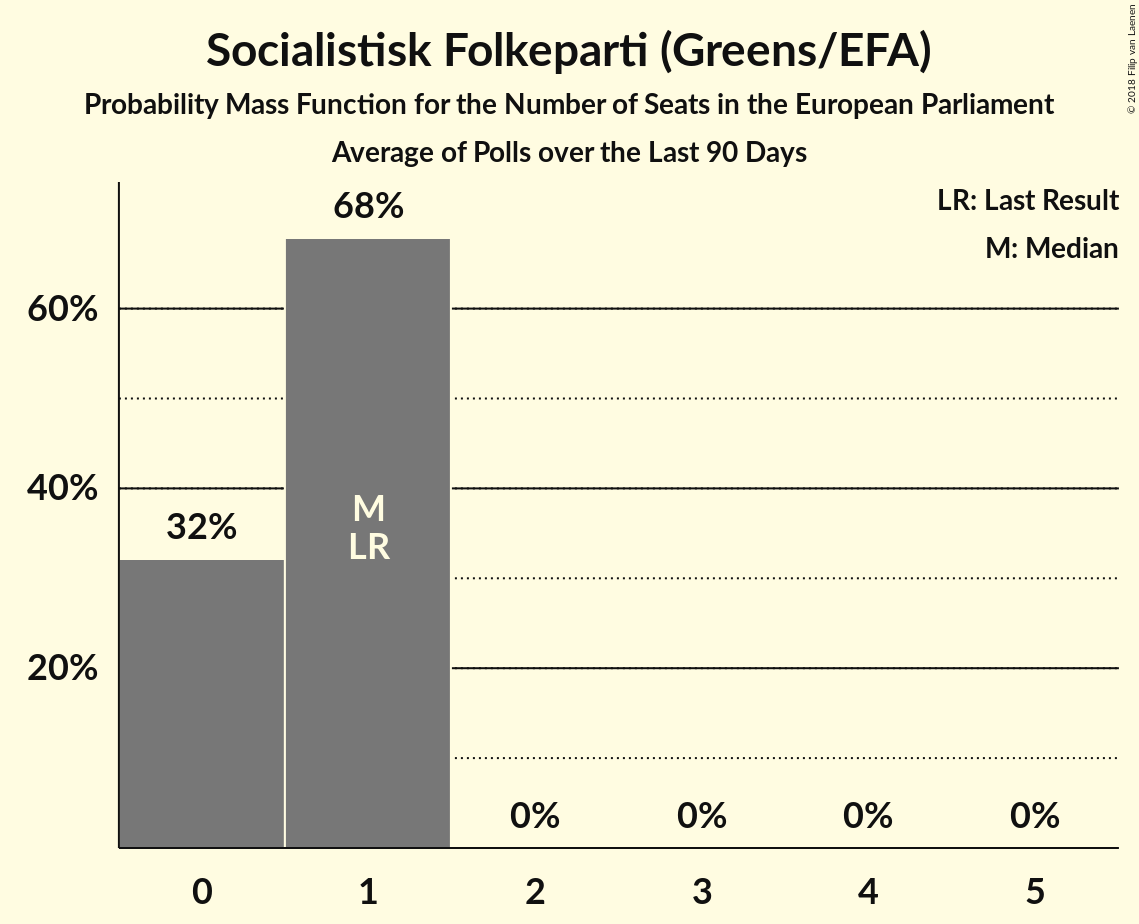 Socialistisk Folkeparti (Greens/EFA)
Probability Mass Function for the Number of Seats in the European Parliament
Average of Polls over the Last 90 Days
© 2018 Filip van Laenen
LR: Last Result
M: Median
68%
60%
40%
32%
20%
M
LR
0%
0%
0%
0%
0
1
2
3
4
5